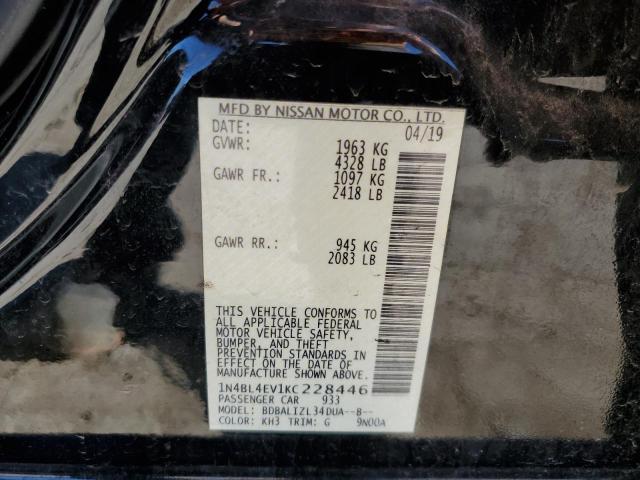 MFD BY NISSAN MOTOR CO., LTD.
DATE: 04/19
GVWR: 1963 KG
4328 LB
GAWR FR.: 1097 KG
2418 LB
GAWR RR.: 945 KG
2083 LB
THIS VEHICLE CONFORMS TO
ALL APPLICABLE FEDERAL
MOTOR VEHICLE SAFETY,
BUMPER, AND THEFT
PREVENTION STANDARDS IN
EFFECT ON THE DATE OF
MANUFACTURE SHOWN ABOVE.
1N4BL4EV1KC228446
PASSENGER CAR 933
MODEL: BDBALIZL34DUA--B--
COLOR: KH3 TRIM: G 9N00A